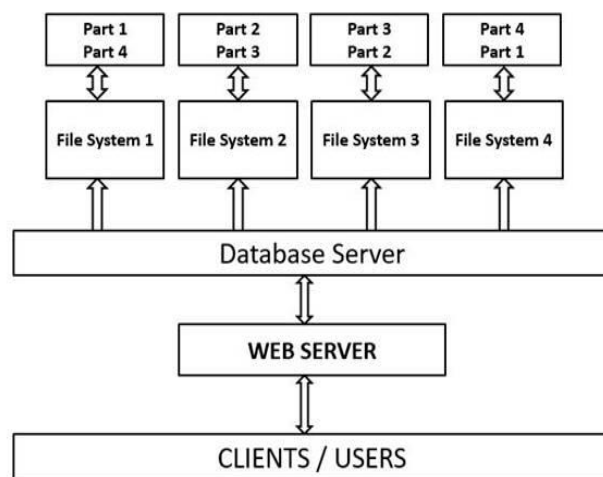 Part 1
Part 4
Part 2
Part 3
Part 3
Part 2
Part 4
Part 1
File System 1
File System 2
File System 3
File System 4
Database Server
WEB SERVER
CLIENTS / USERS